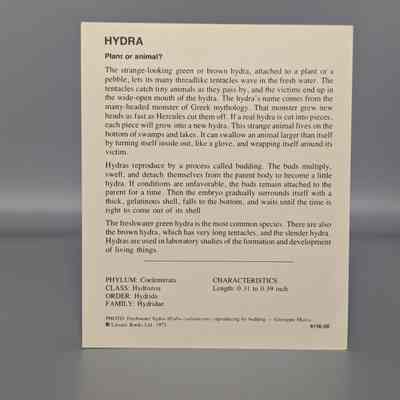 HYDRA
Plant or animal?
The strange-looking green or brown hydra, attached to a plant or a
pebble, lets its many threadlike tentacles wave in the fresh water. The
tentacles catch tiny animals as they pass by, and the victims end up in
the wide-open mouth of the hydra. The hydra's name comes from the
many-headed monster of Greek mythology. That monster grew new
heads as fast as Hercules cut them off. If a real hydra is cut into pieces,
each piece will grow into a new hydra. This strange animal lives on the
bottom of swamps and lakes. It can swallow an animal larger than itself
by turning itself inside out, like a glove, and wrapping itself around its
victim.
Hydras reproduce by a process called budding. The buds multiply,
swell, and detach themselves from the parent body to become a little
hydra. If conditions are unfavorable, the buds remain attached to the
parent for a time. Then the embryo gradually surrounds itself with a
thick, gelatinous shell, falls to the bottom, and waits until the time is
right to come out of its shell
The freshwater green hydra is the most common species. There are also
the brown hydra, which has very long tentacles, and the slender hydra.
Hydras are used in laboratory studies of the formation and development
of living things.
PHYLUM: Coelenterata
CLASS: Hydrozoa
ORDER: Hydrida
FAMILY: Hydridae
CHARACTERISTICS
Length: 0.31 to 0.39 inch
PHOTO: Freshwater hydra reproducing by budding – Giuseppe Mazza
Books Ltd. 1975